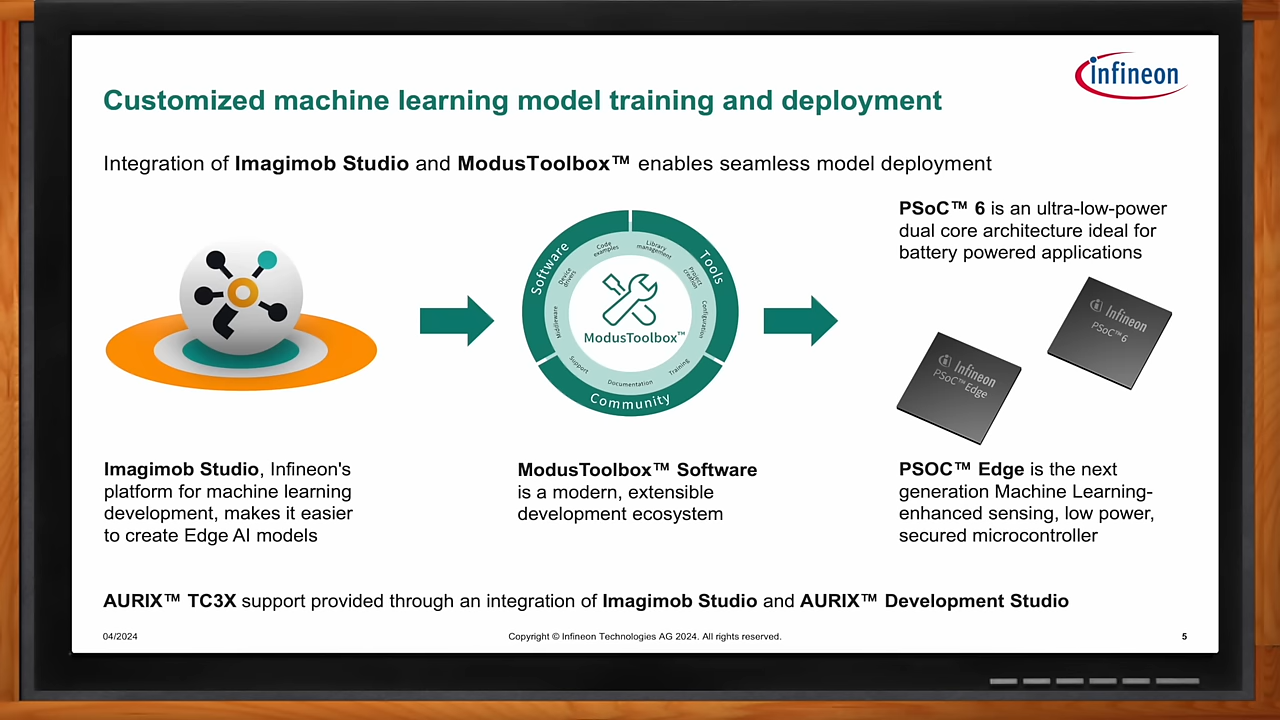 infineon
Customized machine learning model training and deployment
Integration of Imagimob Studio and ModusToolbox™ enables seamless model deployment
PSoC™ 6 is an ultra-low-power
dual core architecture ideal for
battery powered applications
Software
Tools
Community
Code examples
Library management
Project creation
Configuration
Training
Documentation
Support
Middleware
Device drivers
ModusToolbox™
Infineon
PSoC™ 6
Infineon
PSoC™ Edge
Imagimob Studio, Infineon's
platform for machine learning
development, makes it easier
to create Edge AI models
ModusToolbox™ Software
is a modern, extensible
development ecosystem
PSOC™ Edge is the next
generation Machine Learning-
enhanced sensing, low power,
secured microcontroller
AURIX™ TC3X support provided through an integration of Imagimob Studio and AURIX™ Development Studio
04/2024
Copyright © Infineon Technologies AG 2024. All rights reserved.
5